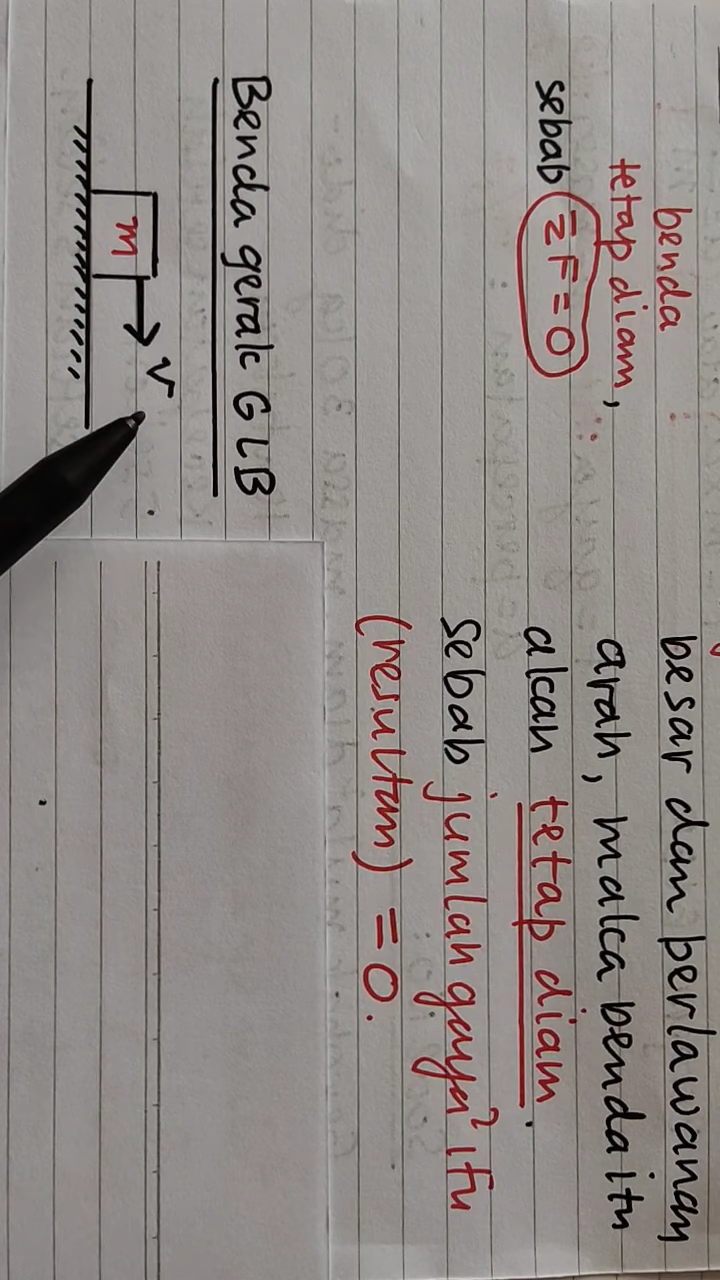 benda
tetap diam,
sebab ΣF = 0
besar dan perlawanan
arah, maka benda itu
akan tetap diam.
sebab jumlah gaya² itu
(resultan) = 0.
Benda gerak GLB
m
v